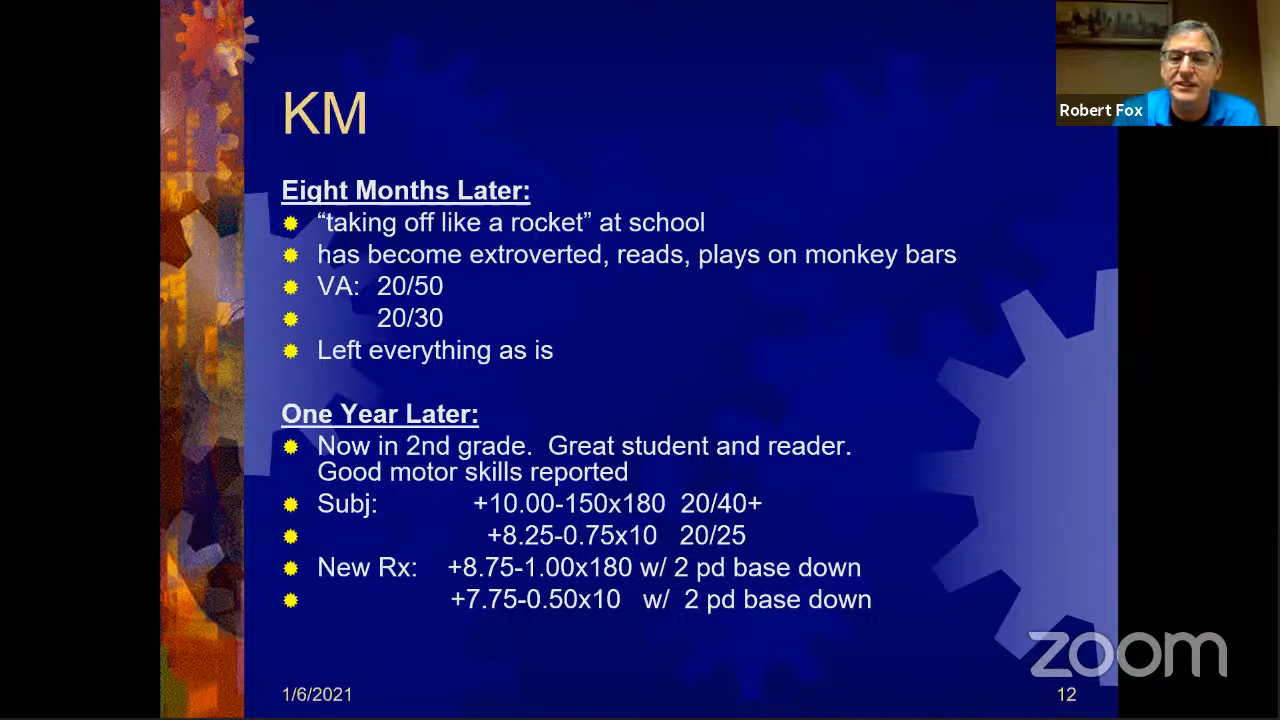 Robert Fox
KM
Eight Months Later:
“taking off like a rocket” at school
has become extroverted, reads, plays on monkey bars
VA: 20/50
20/30
Left everything as is
One Year Later:
Now in 2nd grade. Great student and reader.
Good motor skills reported
Subj: +10.00-150x180 20/40+
+8.25-0.75x10 20/25
New Rx: +8.75-1.00x180 w/ 2 pd base down
+7.75-0.50x10 w/ 2 pd base down
zoom
1/6/2021 12